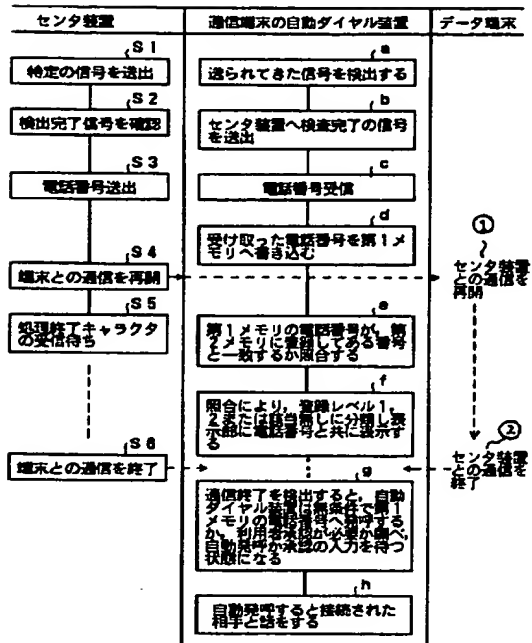 センタ装置
通信端末の自動ダイヤル装置
データ端末
S1
特定の信号を送出
S2
検出完了信号を確認
S3
電話番号送出
S4
端末との通信を再開
S5
処理終了キャラクタ
の受信待ち
S6
端末との通信を終了
a
送られてきた信号を検出する
b
センタ装置へ検査完了の信号
を送出
c
電話番号受信
d
受け取った電話番号を第1メ
モリへ書き込む
e
第1メモリの電話番号が,第
2メモリに登録してある番号
と一致するか照合する
f
照合により,登録レベル1,
2または該当無しに分類し表
示部に電話番号と共に表示す
る
g
通信終了を検出すると,自動
ダイヤル装置は無条件で第1
メモリの電話番号へ発呼する
か,利用者承認が必要か調べ,
自動発呼か承認の入力を待つ
状態になる
h
自動発呼すると接続された
相手と話をする
①
センタ装置
との通信を
再開
②
センタ装置
との通信を
終了